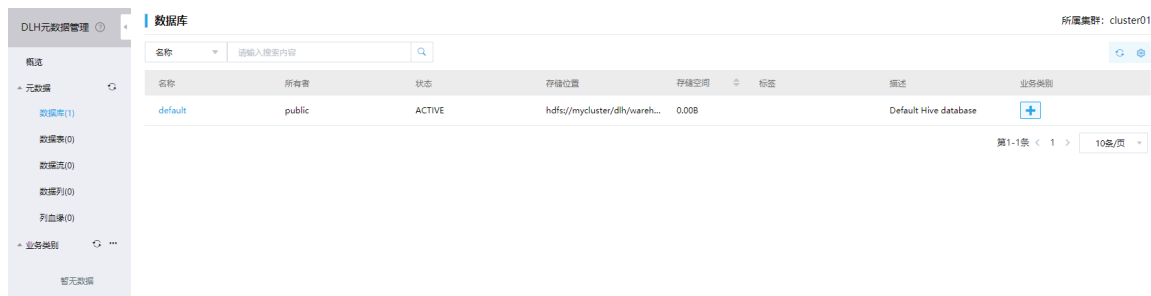 DLH元数据管理
概览
元数据
数据库(1)
数据表(0)
数据流(0)
数据列(0)
列血缘(0)
业务类别
暂无数据
数据库
所属集群：cluster01
名称 请输入搜索内容
名称 所有者 状态 存储位置 存储空间 标签 描述 业务类别
default public ACTIVE hdfs://mycluster/dlh/wareh... 0.00B Default Hive database
第1-1条 < 1 > 10条/页